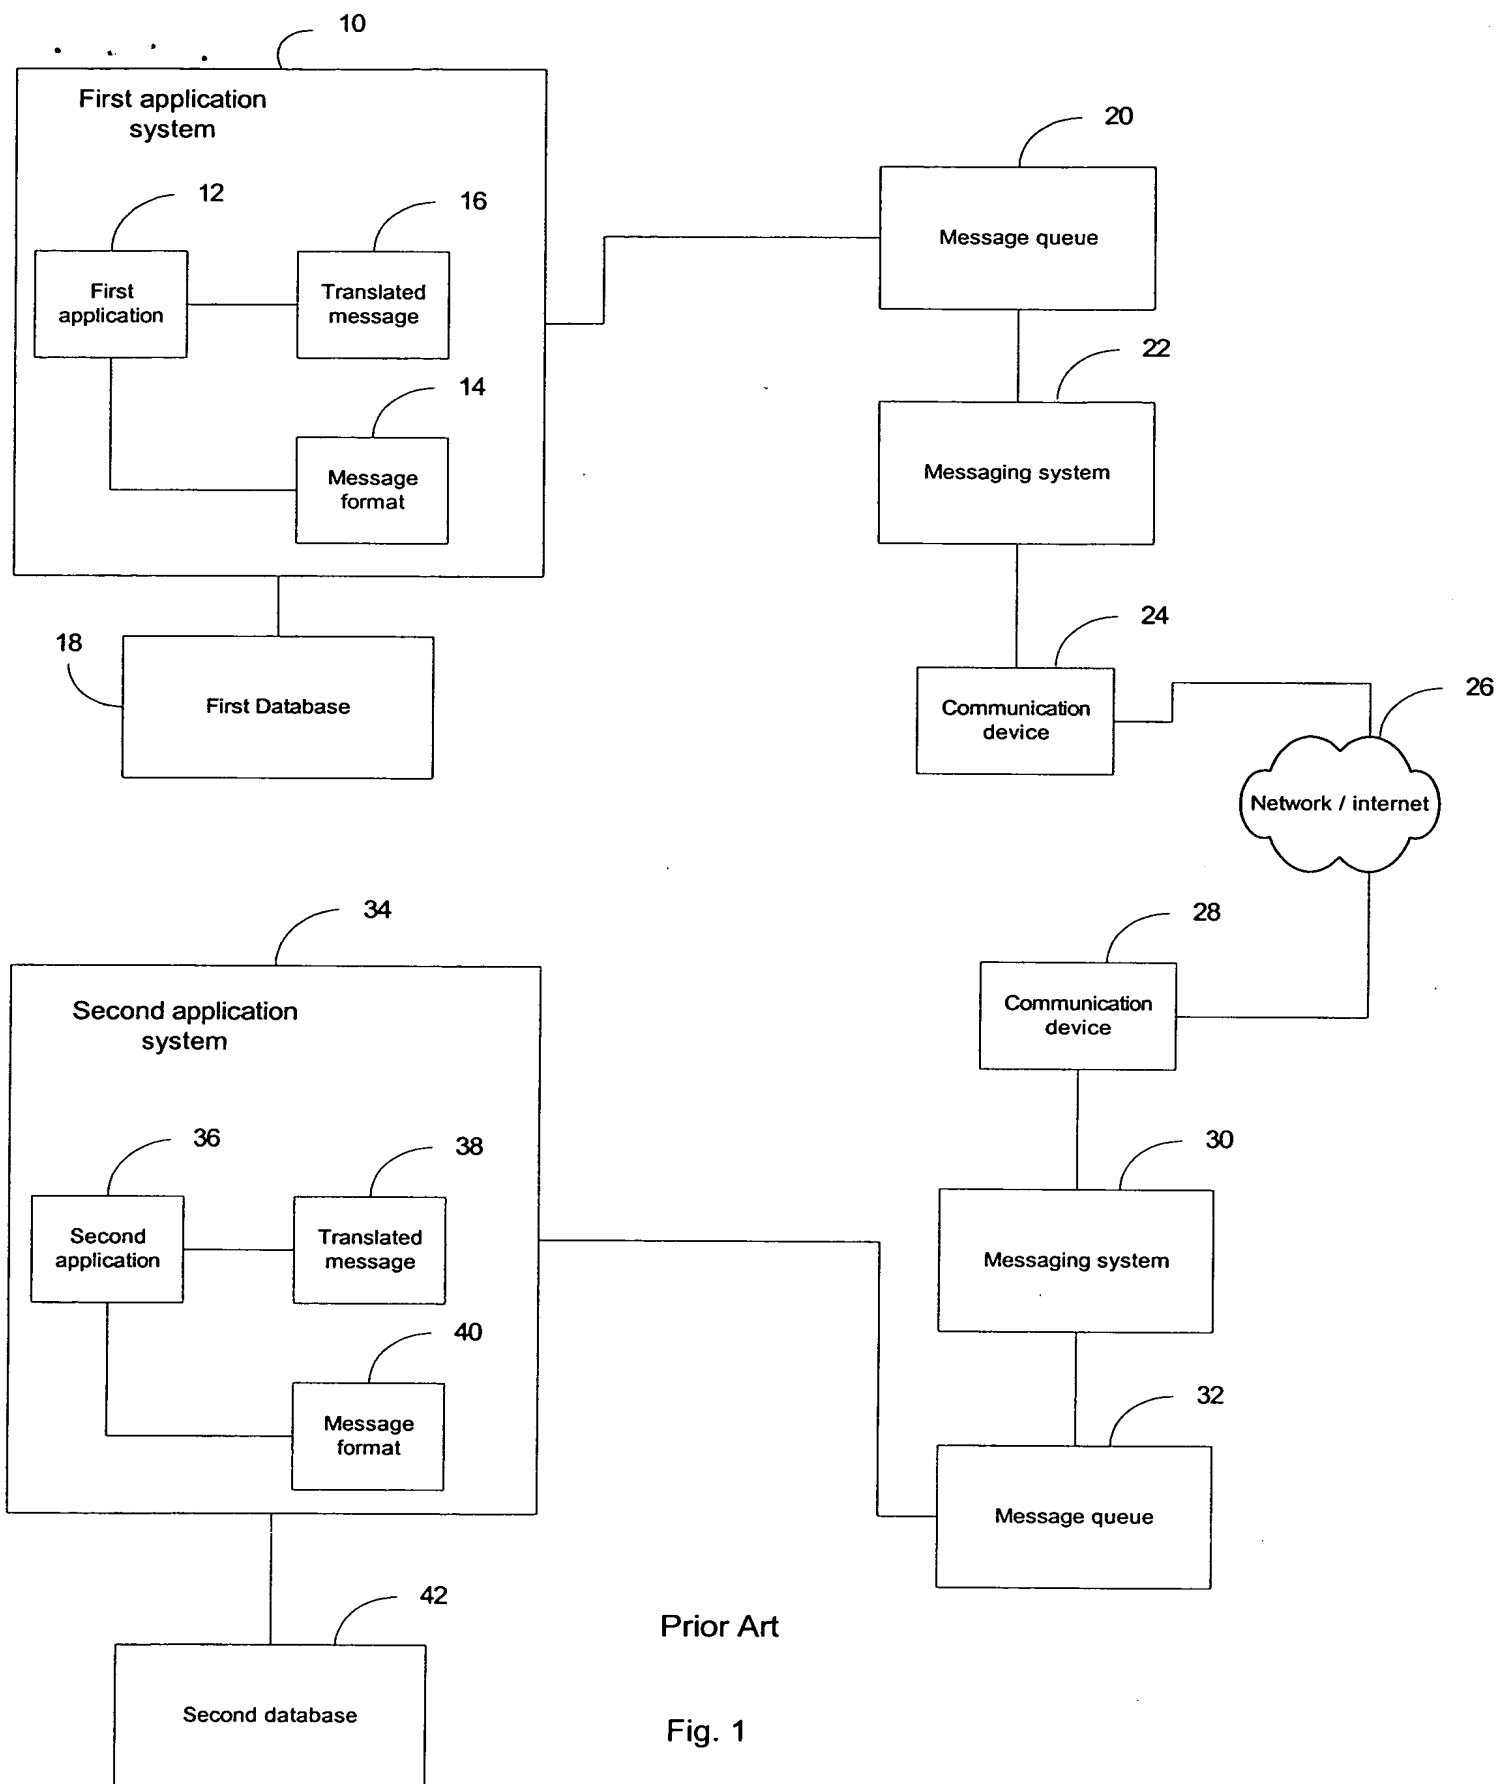 10
First application
system
12
16
First
application
Translated
message
14
Message
format
18
First Database
20
Message queue
22
Messaging system
24
Communication
device
26
Network / internet
28
Communication
device
30
Messaging system
32
Message queue
34
Second application
system
36
38
Second
application
Translated
message
40
Message
format
42
Second database
Prior Art
Fig. 1